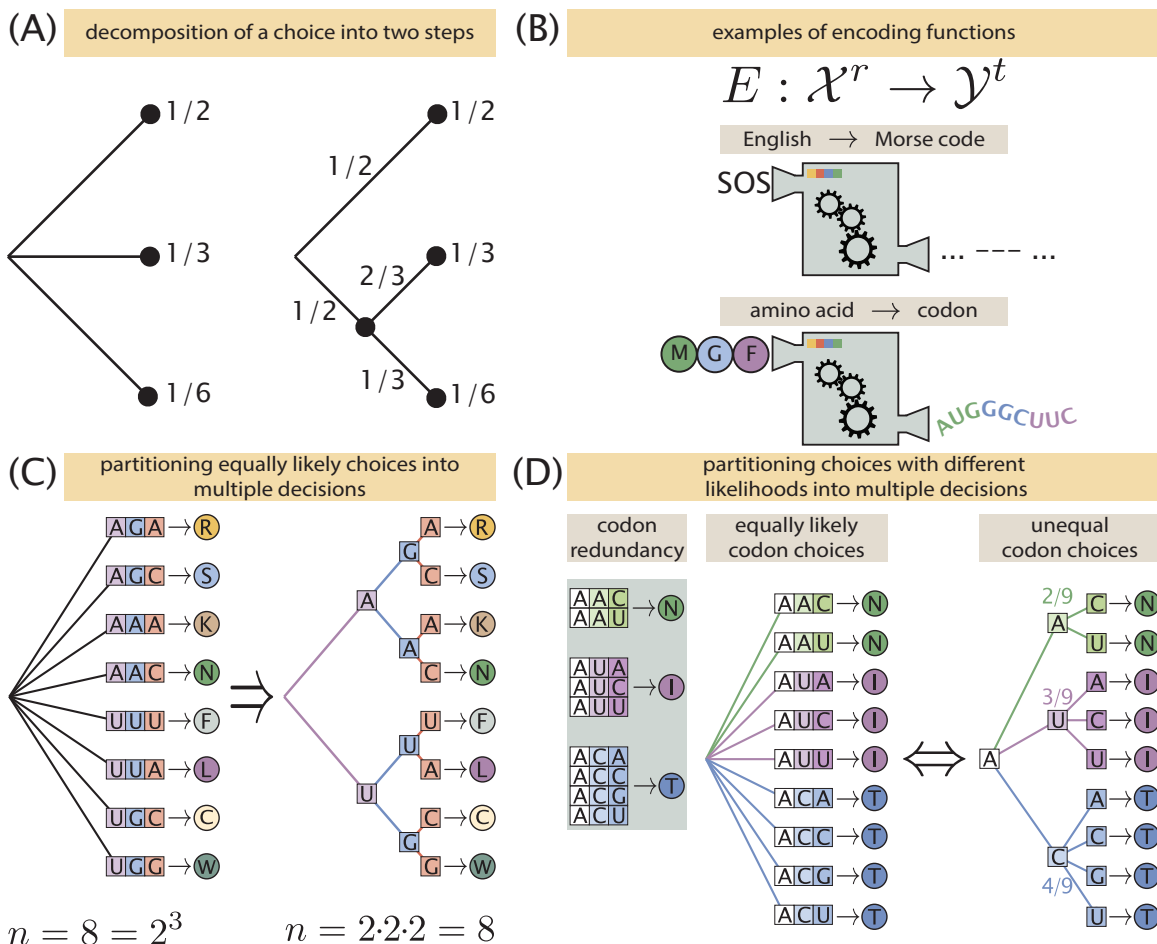 (A) decomposition of a choice into two steps
1/2
1/3
1/6
1/2
1/2
1/3
2/3
1/2
1/3
1/6
(B) examples of encoding functions
E : 𝒳^r → 𝒴^t
English → Morse code
SOS
... --- ...
amino acid → codon
M G F
AUGGGCUUC
(C) partitioning equally likely choices into
multiple decisions
AGA → R
AGC → S
AAA → K
AAC → N
UUU → F
UUA → L
UGC → C
UGG → W
⇒
A
U
G
A
U
G
A → R
C → S
A → K
C → N
U → F
A → L
C → C
G → W
n = 8 = 2^3
n = 2·2·2 = 8
(D) partitioning choices with different
likelihoods into multiple decisions
codon
redundancy
AAC
AAU
→ N
AUA
AUC
AUU
→ I
ACA
ACC
ACG
ACU
→ T
equally likely
codon choices
AAC → N
AAU → N
AUA → I
AUC → I
AUU → I
ACA → T
ACC → T
ACG → T
ACU → T
⇔
unequal
codon choices
A
2/9
A
C → N
U → N
3/9
U
A → I
C → I
U → I
C
4/9
A → T
C → T
G → T
U → T